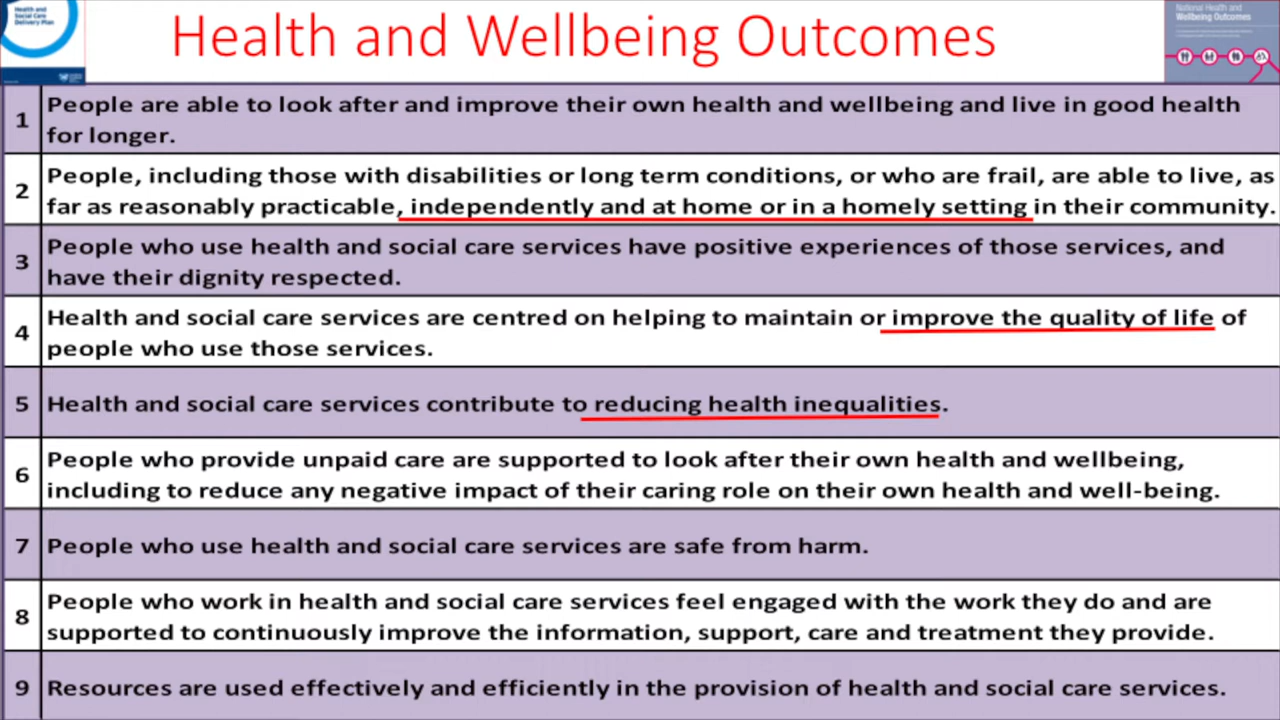 Health and
Social Care
Delivery Plan
Health and Wellbeing Outcomes
National Health and
Wellbeing Outcomes
1
People are able to look after and improve their own health and wellbeing and live in good health
for longer.
2
People, including those with disabilities or long term conditions, or who are frail, are able to live, as
far as reasonably practicable, independently and at home or in a homely setting in their community.
3
People who use health and social care services have positive experiences of those services, and
have their dignity respected.
4
Health and social care services are centred on helping to maintain or improve the quality of life of
people who use those services.
5
Health and social care services contribute to reducing health inequalities.
6
People who provide unpaid care are supported to look after their own health and wellbeing,
including to reduce any negative impact of their caring role on their own health and well-being.
7
People who use health and social care services are safe from harm.
8
People who work in health and social care services feel engaged with the work they do and are
supported to continuously improve the information, support, care and treatment they provide.
9
Resources are used effectively and efficiently in the provision of health and social care services.